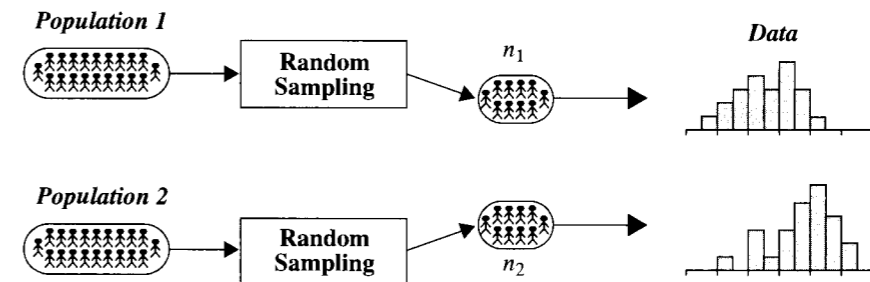 Population 1
Random
Sampling
n1
Data
Population 2
Random
Sampling
n2